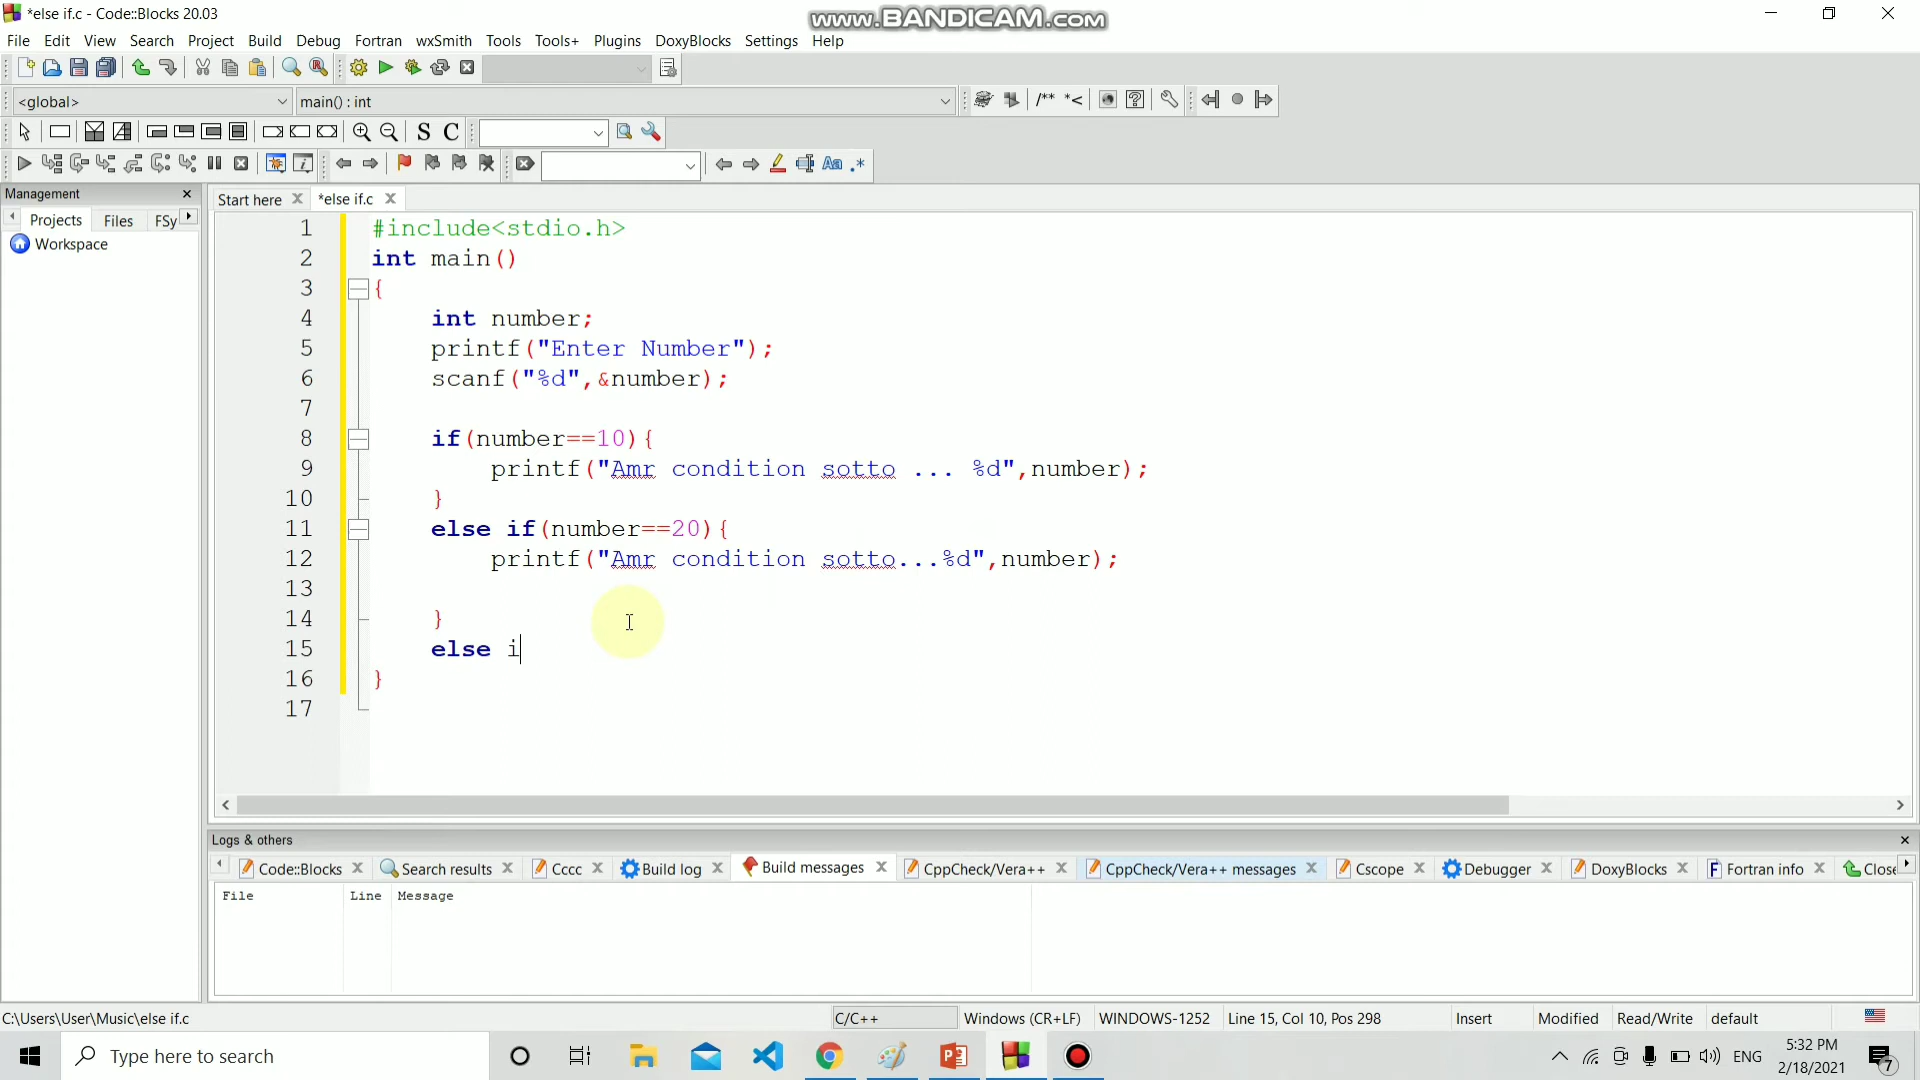 *else if.c - Code::Blocks 20.03
www.BANDICAM.com
File Edit View Search Project Build Debug Fortran wxSmith Tools Tools+ Plugins DoxyBlocks Settings Help
<global> main() : int
/** *<
S C
Aa .*
Management
Start here *else if.c
Projects Files FSy
Workspace
1 #include<stdio.h>
2 int main()
3 {
4 int number;
5 printf("Enter Number");
6 scanf("%d",&number);
7
8 if(number==10){
9 printf("Amr condition sotto ... %d",number);
10 }
11 else if(number==20){
12 printf("Amr condition sotto...%d",number);
13
14 }
15 else i
16 }
17
Logs & others
Code::Blocks Search results Cccc Build log Build messages CppCheck/Vera++ CppCheck/Vera++ messages Cscope Debugger DoxyBlocks Fortran info Close
File Line Message
C:\Users\User\Music\else if.c C/C++ Windows (CR+LF) WINDOWS-1252 Line 15, Col 10, Pos 298 Insert Modified Read/Write default
Type here to search
ENG
5:32 PM
2/18/2021
7